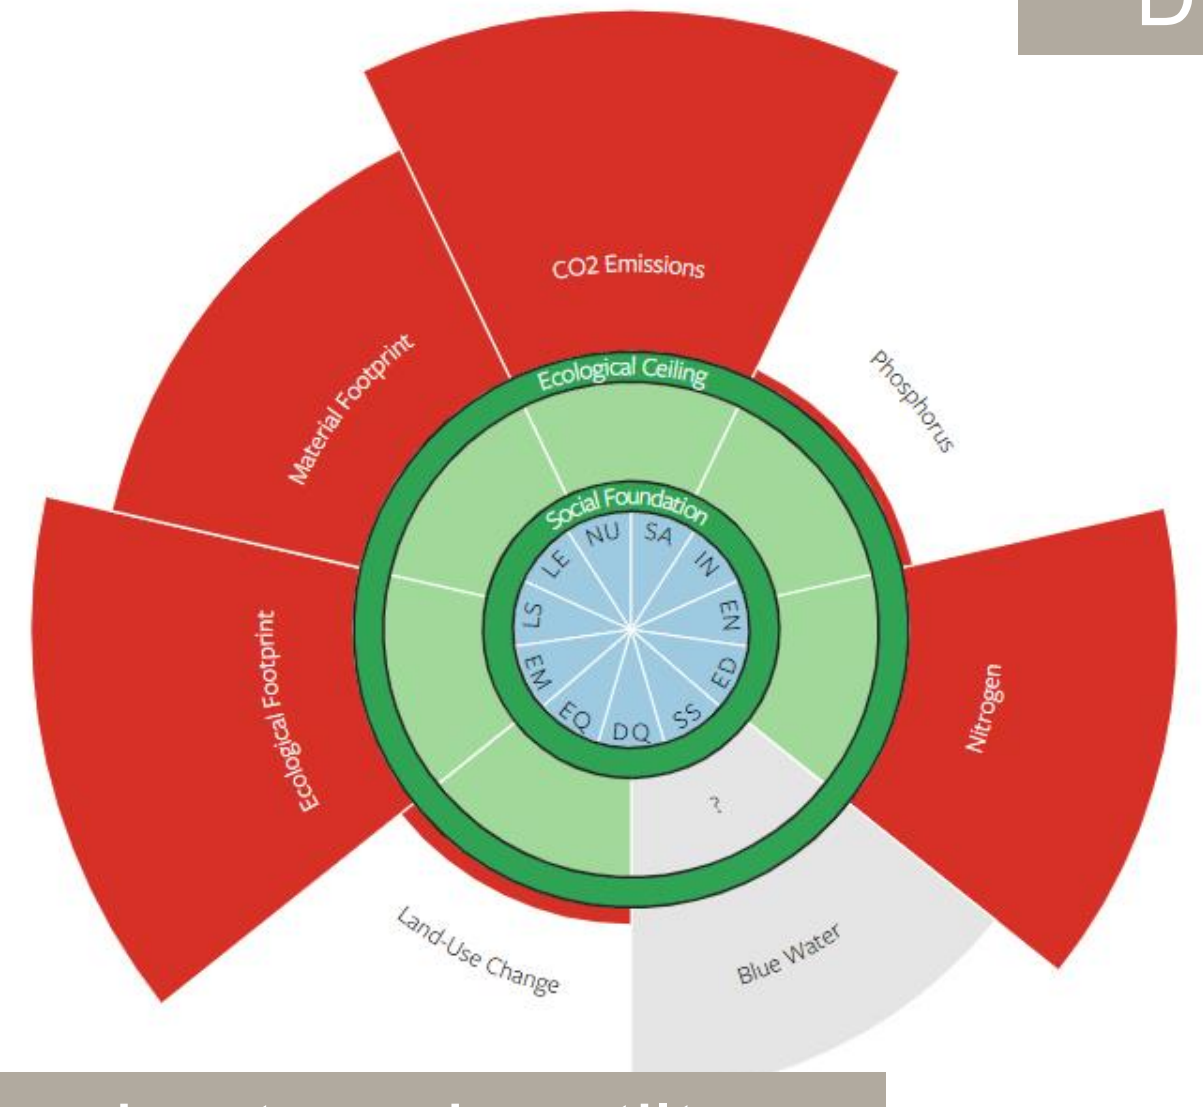 D
CO2 Emissions
Material Footprint
Phosphorus
Ecological Ceiling
Social Foundation
NU
SA
LE
IN
LS
EN
EM
ED
EQ
DQ
SS
Ecological Footprint
Nitrogen
?
Land-Use Change
Blue Water